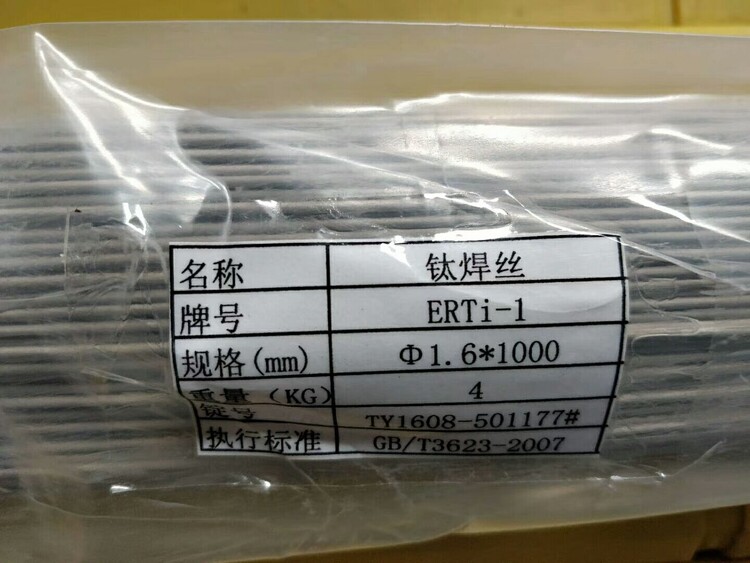 名称 钛焊丝
牌号 ERTi-1
规格(mm) Φ1.6*1000
重量(KG) 4
锭号 TY1608-501177#
执行标准 GB/T3623-2007